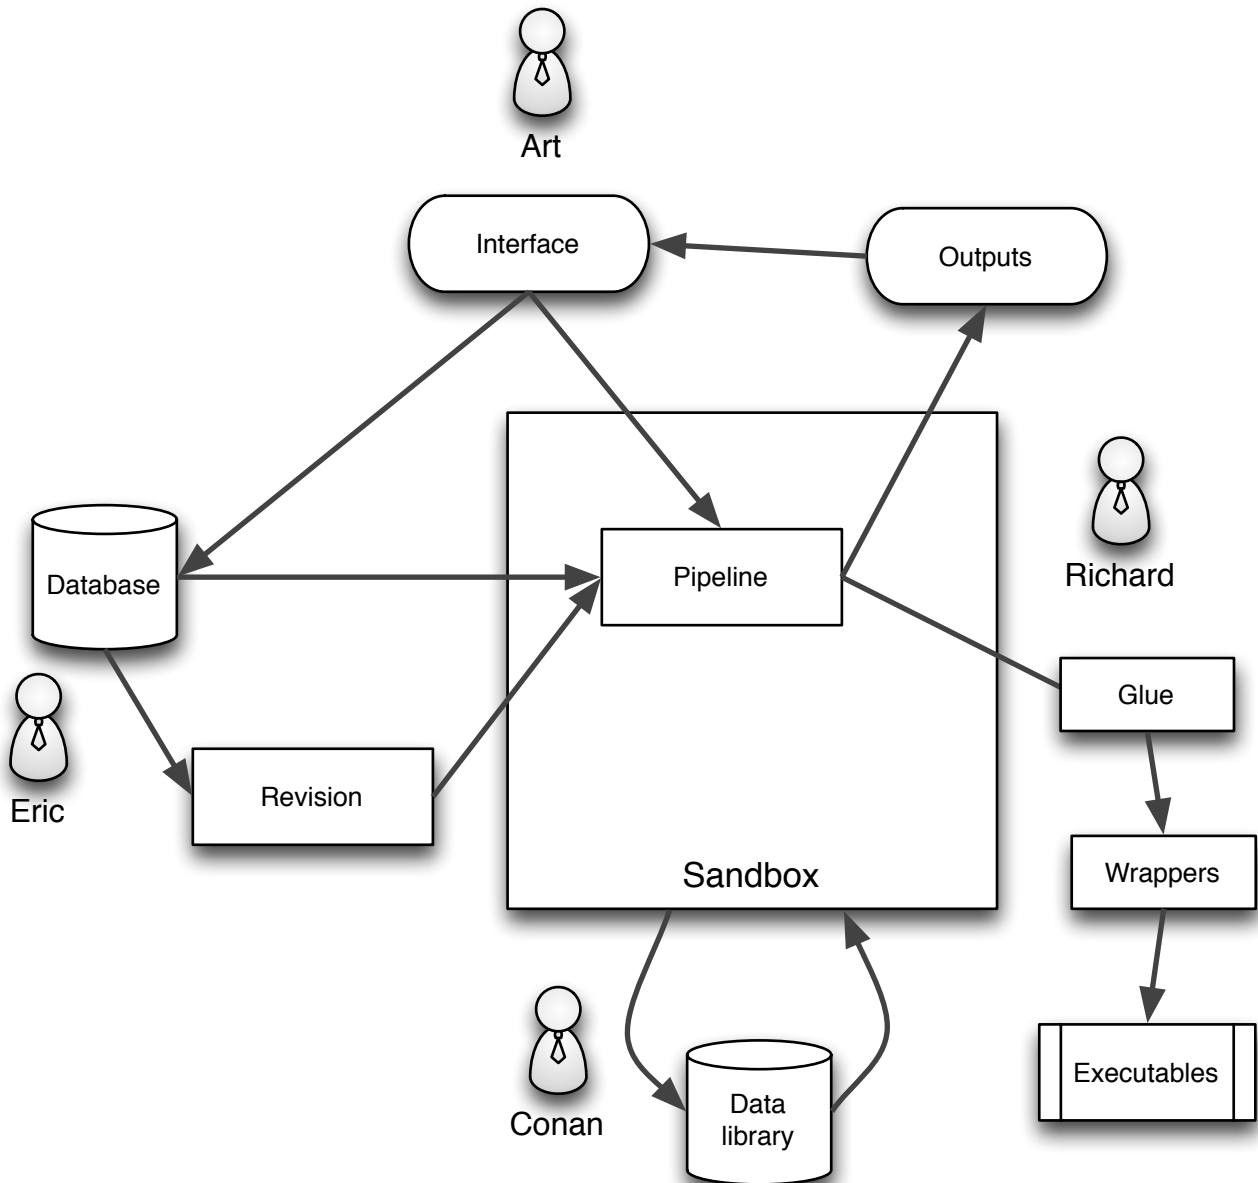 Art
Interface
Outputs
Database
Pipeline
Richard
Glue
Eric
Revision
Sandbox
Wrappers
Conan
Data
library
Executables